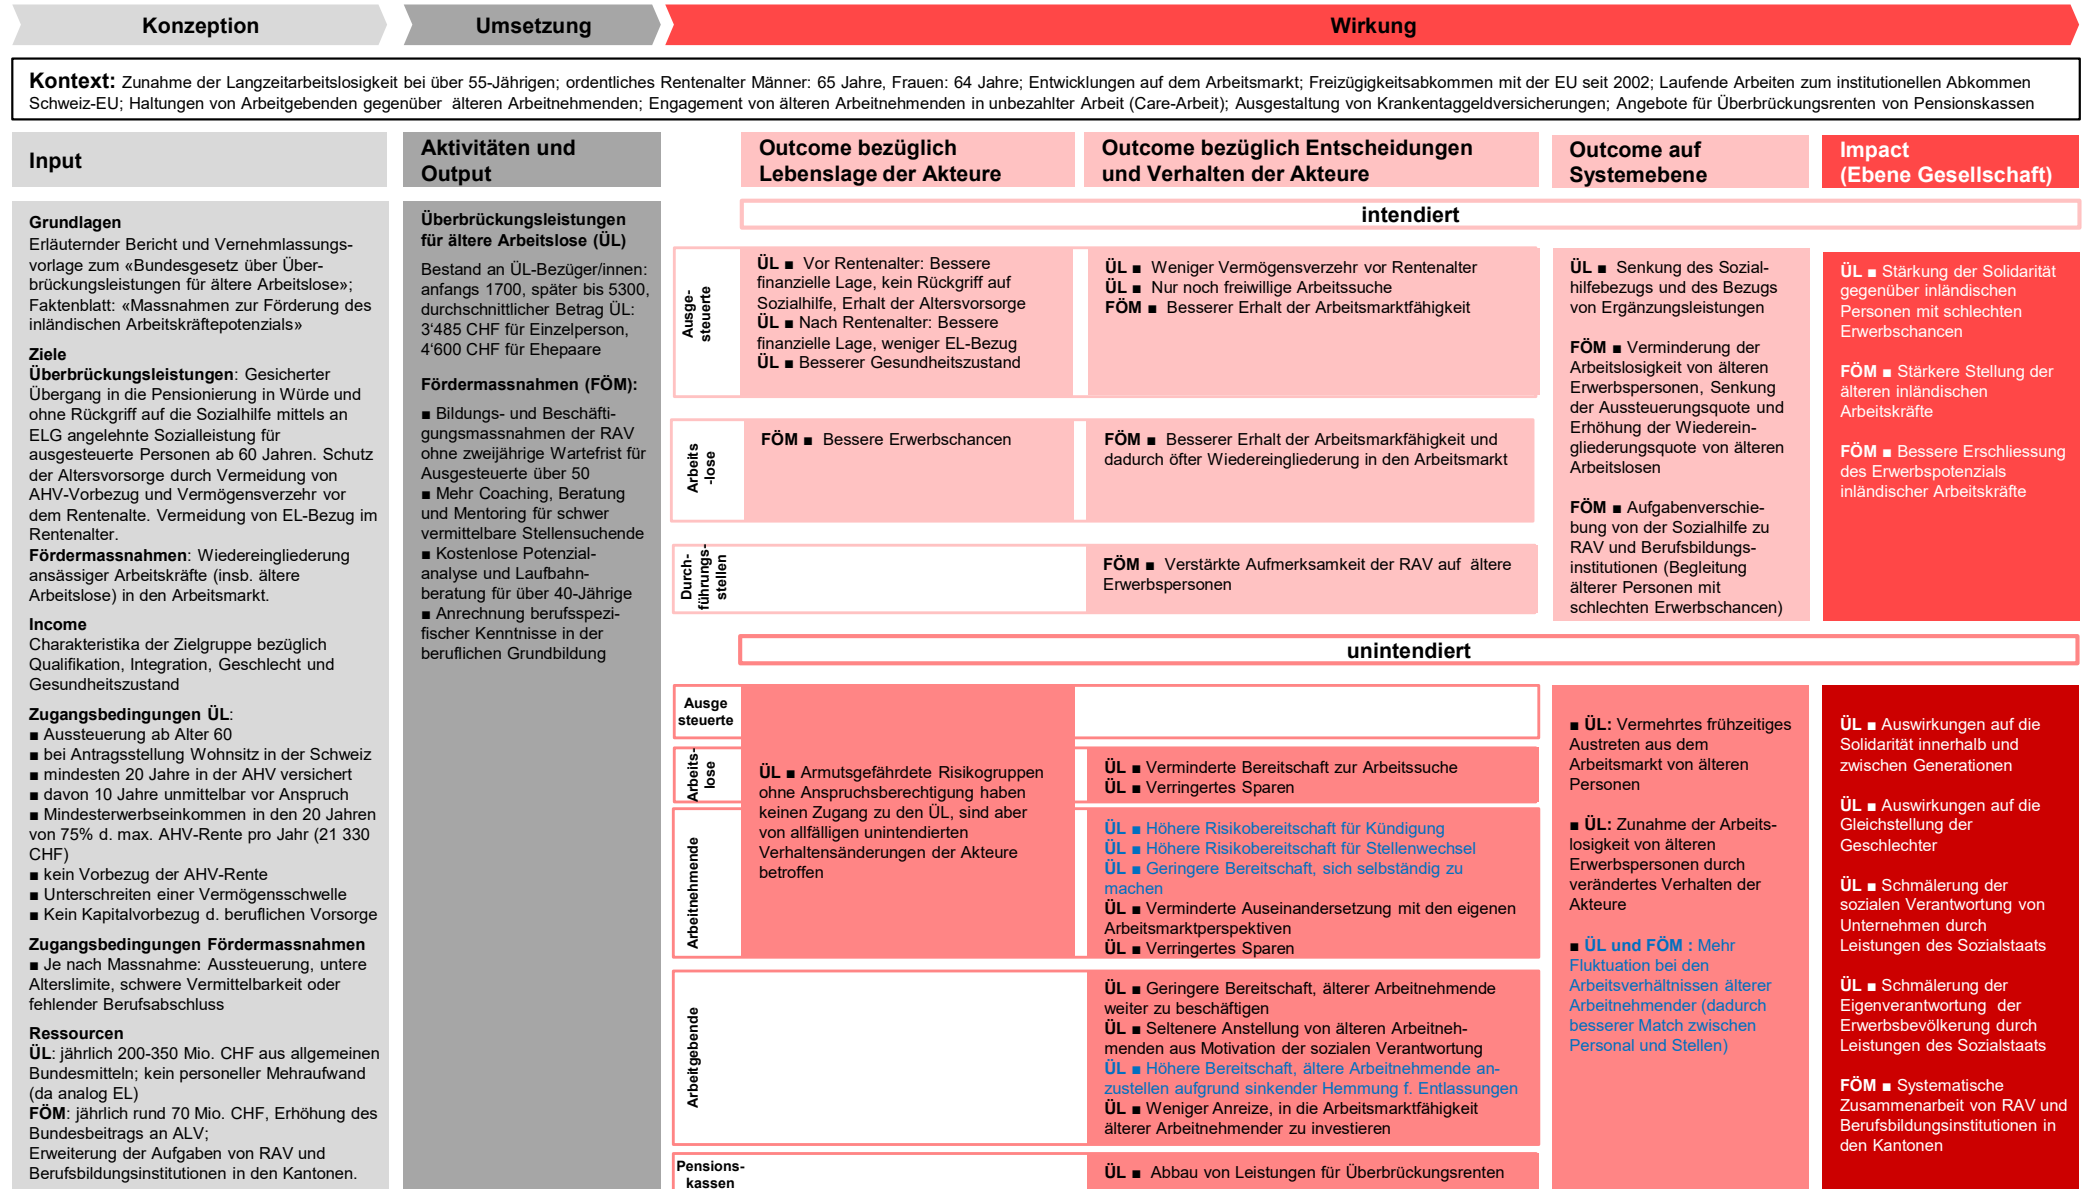 Konzeption
Umsetzung
Wirkung
Kontext: Zunahme der Langzeitarbeitslosigkeit bei über 55-Jährigen; ordentliches Rentenalter Männer: 65 Jahre, Frauen: 64 Jahre; Entwicklungen auf dem Arbeitsmarkt; Freizügigkeitsabkommen mit der EU seit 2002; Laufende Arbeiten zum institutionellen Abkommen
Schweiz-EU; Haltungen von Arbeitgebenden gegenüber älteren Arbeitnehmenden; Engagement von älteren Arbeitnehmenden in unbezahlter Arbeit (Care-Arbeit); Ausgestaltung von Krankentaggeldversicherungen; Angebote für Überbrückungsrenten von Pensionskassen
Input
Grundlagen
Erläuternder Bericht und Vernehmlassungs-
vorlage zum «Bundesgesetz über Über-
brückungsleistungen für ältere Arbeitslose»;
Faktenblatt: «Massnahmen zur Förderung des
inländischen Arbeitskräftepotenzials»
Ziele
Überbrückungsleistungen: Gesicherter
Übergang in die Pensionierung in Würde und
ohne Rückgriff auf die Sozialhilfe mittels an
ELG angelehnte Sozialleistung für
ausgesteuerte Personen ab 60 Jahren. Schutz
der Altersvorsorge durch Vermeidung von
AHV-Vorbezug und Vermögensverzehr vor
dem Rentenalte. Vermeidung von EL-Bezug im
Rentenalter.
Fördermassnahmen: Wiedereingliederung
ansässiger Arbeitskräfte (insb. ältere
Arbeitslose) in den Arbeitsmarkt.
Income
Charakteristika der Zielgruppe bezüglich
Qualifikation, Integration, Geschlecht und
Gesundheitszustand
Zugangsbedingungen ÜL:
■ Aussteuerung ab Alter 60
■ bei Antragsstellung Wohnsitz in der Schweiz
■ mindesten 20 Jahre in der AHV versichert
■ davon 10 Jahre unmittelbar vor Anspruch
■ Mindesterwerbseinkommen in den 20 Jahren
von 75% d. max. AHV-Rente pro Jahr (21 330
CHF)
■ kein Vorbezug der AHV-Rente
■ Unterschreiten einer Vermögensschwelle
■ Kein Kapitalvorbezug d. beruflichen Vorsorge
Zugangsbedingungen Fördermassnahmen
■ Je nach Massnahme: Aussteuerung, untere
Alterslimite, schwere Vermittelbarkeit oder
fehlender Berufsabschluss
Ressourcen
ÜL: jährlich 200-350 Mio. CHF aus allgemeinen
Bundesmitteln; kein personeller Mehraufwand
(da analog EL)
FÖM: jährlich rund 70 Mio. CHF, Erhöhung des
Bundesbeitrags an ALV;
Erweiterung der Aufgaben von RAV und
Berufsbildungsinstitutionen in den Kantonen.
Aktivitäten und
Output
Überbrückungsleistungen
für ältere Arbeitslose (ÜL)
Bestand an ÜL-Bezüger/innen:
anfangs 1700, später bis 5300,
durchschnittlicher Betrag ÜL:
3'485 CHF für Einzelperson,
4'600 CHF für Ehepaare
Fördermassnahmen (FÖM):
■ Bildungs- und Beschäfti-
gungsmassnahmen der RAV
ohne zweijährige Wartefrist für
Ausgesteuerte über 50
■ Mehr Coaching, Beratung
und Mentoring für schwer
vermittelbare Stellensuchende
■ Kostenlose Potenzial-
analyse und Laufbahn-
beratung für über 40-Jährige
■ Anrechnung berufsspezi-
fischer Kenntnisse in der
beruflichen Grundbildung
Outcome bezüglich
Lebenslage der Akteure
Outcome bezüglich Entscheidungen
und Verhalten der Akteure
Outcome auf
Systemebene
Impact
(Ebene Gesellschaft)
intendiert
Ausge-
steuerte
ÜL ■ Vor Rentenalter: Bessere
finanzielle Lage, kein Rückgriff auf
Sozialhilfe, Erhalt der Altersvorsorge
ÜL ■ Nach Rentenalter: Bessere
finanzielle Lage, weniger EL-Bezug
ÜL ■ Besserer Gesundheitszustand
ÜL ■ Weniger Vermögensverzehr vor Rentenalter
ÜL ■ Nur noch freiwillige Arbeitssuche
FÖM ■ Besserer Erhalt der Arbeitsmarktfähigkeit
Arbeits
-lose
FÖM ■ Bessere Erwerbschancen
FÖM ■ Besserer Erhalt der Arbeitsmarkfähigkeit und
dadurch öfter Wiedereingliederung in den Arbeitsmarkt
Durch-
führungs-
stellen
FÖM ■ Verstärkte Aufmerksamkeit der RAV auf ältere
Erwerbspersonen
ÜL ■ Senkung des Sozial-
hilfebezugs und des Bezugs
von Ergänzungsleistungen
FÖM ■ Verminderung der
Arbeitslosigkeit von älteren
Erwerbspersonen, Senkung
der Aussteuerungsquote und
Erhöhung der Wiederein-
gliederungsquote von älteren
Arbeitslosen
FÖM ■ Aufgabenverschie-
bung von der Sozialhilfe zu
RAV und Berufsbildungs-
institutionen (Begleitung
älterer Personen mit
schlechten Erwerbschancen)
ÜL ■ Stärkung der Solidarität
gegenüber inländischen
Personen mit schlechten
Erwerbschancen
FÖM ■ Stärkere Stellung der
älteren inländischen
Arbeitskräfte
FÖM ■ Bessere Erschliessung
des Erwerbspotenzials
inländischer Arbeitskräfte
unintendiert
Ausge
steuerte
Arbeits-
lose
Arbeitnehmende
Arbeitgebende
Pensions-
kassen
ÜL ■ Armutsgefährdete Risikogruppen
ohne Anspruchsberechtigung haben
keinen Zugang zu den ÜL, sind aber
von allfälligen unintendierten
Verhaltensänderungen der Akteure
betroffen
ÜL ■ Verminderte Bereitschaft zur Arbeitssuche
ÜL ■ Verringertes Sparen
ÜL ■ Höhere Risikobereitschaft für Kündigung
ÜL ■ Höhere Risikobereitschaft für Stellenwechsel
ÜL ■ Geringere Bereitschaft, sich selbständig zu
machen
ÜL ■ Verminderte Auseinandersetzung mit den eigenen
Arbeitsmarktperspektiven
ÜL ■ Verringertes Sparen
ÜL ■ Geringere Bereitschaft, älterer Arbeitnehmende
weiter zu beschäftigen
ÜL ■ Seltenere Anstellung von älteren Arbeitneh-
menden aus Motivation der sozialen Verantwortung
ÜL ■ Höhere Bereitschaft, ältere Arbeitnehmende an-
zustellen aufgrund sinkender Hemmung f. Entlassungen
ÜL ■ Weniger Anreize, in die Arbeitsmarktfähigkeit
älterer Arbeitnehmender zu investieren
ÜL ■ Abbau von Leistungen für Überbrückungsrenten
■ ÜL: Vermehrtes frühzeitiges
Austreten aus dem
Arbeitsmarkt von älteren
Personen
■ ÜL: Zunahme der Arbeits-
losigkeit von älteren
Erwerbspersonen durch
verändertes Verhalten der
Akteure
■ ÜL und FÖM : Mehr
Fluktuation bei den
Arbeitsverhältnissen älterer
Arbeitnehmender (dadurch
besserer Match zwischen
Personal und Stellen)
ÜL ■ Auswirkungen auf die
Solidarität innerhalb und
zwischen Generationen
ÜL ■ Auswirkungen auf die
Gleichstellung der
Geschlechter
ÜL ■ Schmälerung der
sozialen Verantwortung von
Unternehmen durch
Leistungen des Sozialstaats
ÜL ■ Schmälerung der
Eigenverantwortung der
Erwerbsbevölkerung durch
Leistungen des Sozialstaats
FÖM ■ Systematische
Zusammenarbeit von RAV und
Berufsbildungsinstitutionen in
den Kantonen